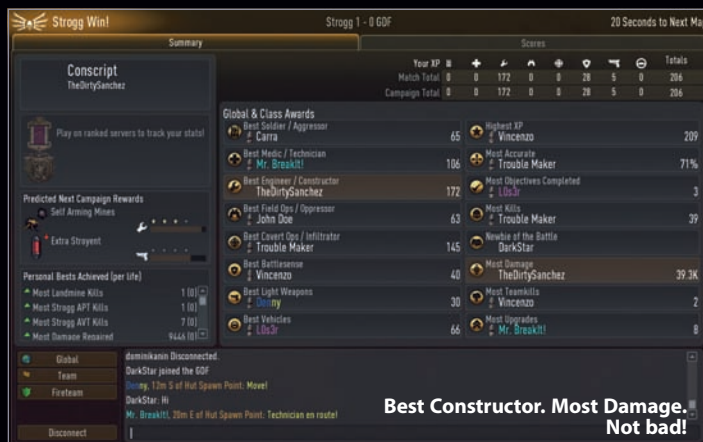 Strogg Win!
Strogg 1 - 0 GDF
20 Seconds to Next Ma
Summary
Scores
Conscript
TheDirtySanchez
Play on ranked servers to track your stats!
Predicted Next Campaign Rewards
Self Arming Mines
Extra Stroyent
Personal Bests Achieved (per life)
Most Landmine Kills 1 (0)
Most Strogg APT Kills 1 (0)
Most Strogg AVT Kills 7 (0)
Most Damage Repaired 9446 (0)
Your XP Totals
Match Total 0 0 172 0 0 28 5 0 206
Campaign Total 0 0 172 0 0 28 5 0 206
Global & Class Awards
Best Soldier / Aggressor
Carra 65
Best Medic / Technician
Mr. BreakIt! 106
Best Engineer / Constructor
TheDirtySanchez 172
Best Field Ops / Oppressor
John Doe 63
Best Covert Ops / Infiltrator
Trouble Maker 145
Best Battlesense
Vincenzo 40
Best Light Weapons
Donny 30
Best Vehicles
L0s3r 66
Highest XP
Vincenzo 209
Most Accurate
Trouble Maker 71%
Most Objectives Completed
L0s3r 3
Most Kills
Trouble Maker 39
Newbie of the Battle
DarkStar
Most Damage
TheDirtySanchez 39.3K
Most Teamkills
Vincenzo 2
Most Upgrades
Mr. BreakIt! 8
Global
Team
Fireteam
Disconnect
dominikanin Disconnected.
DarkStar joined the GDF
Donny, 12m S of Hut Spawn Point: Move!
DarkStar: Hi
Mr. BreakIt!, 20m E of Hut Spawn Point: Technician en route!
Best Constructor. Most Damage.
Not bad!